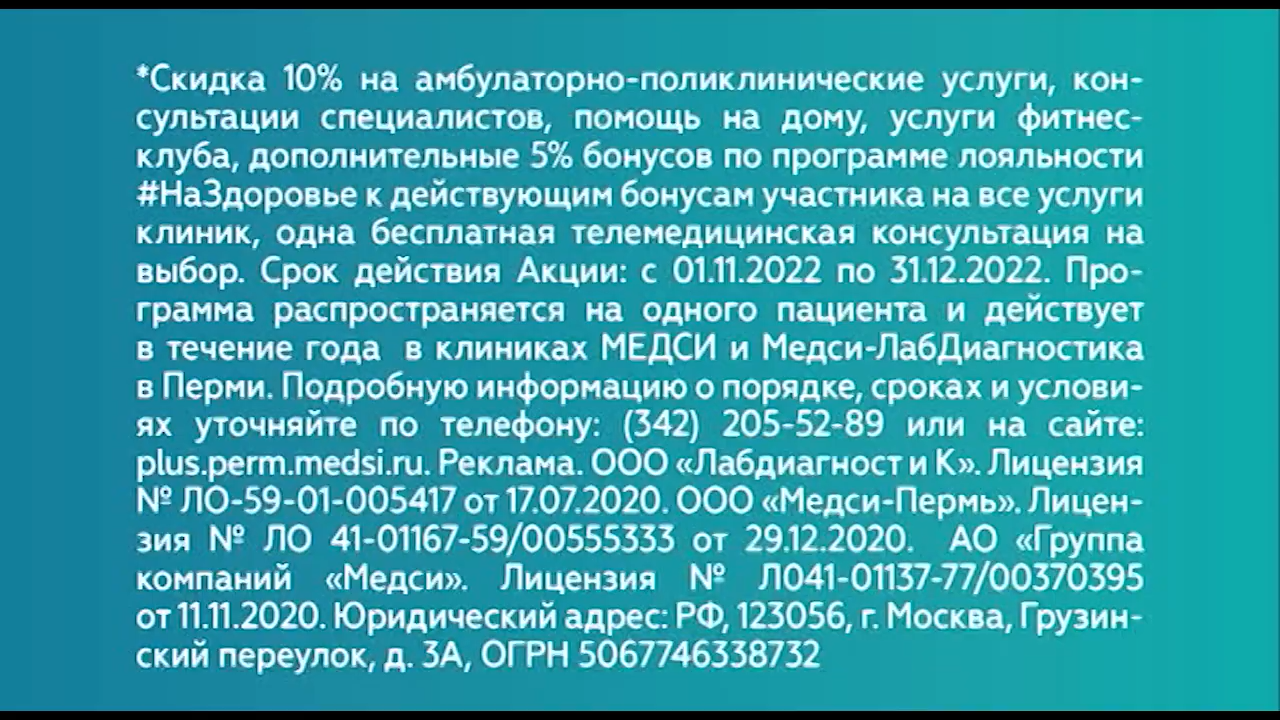 *Скидка 10% на амбулаторно-поликлинические услуги, кон-
сультации специалистов, помощь на дому, услуги фитнес-
клуба, дополнительные 5% бонусов по программе лояльности
#НаЗдоровье к действующим бонусам участника на все услуги
клиник, одна бесплатная телемедицинская консультация на
выбор. Срок действия Акции: с 01.11.2022 по 31.12.2022. Про-
грамма распространяется на одного пациента и действует
в течение года  в клиниках МЕДСИ и Медси-ЛабДиагностика
в Перми. Подробную информацию о порядке, сроках и услови-
ях уточняйте по телефону: (342) 205-52-89 или на сайте:
plus.perm.medsi.ru. Реклама. ООО «Лабдиагност и К». Лицензия
№ ЛО-59-01-005417 от 17.07.2020. ООО «Медси-Пермь». Лицен-
зия № ЛО 41-01167-59/00555333 от 29.12.2020.  АО «Группа
компаний «Медси». Лицензия № Л041-01137-77/00370395
от 11.11.2020. Юридический адрес: РФ, 123056, г. Москва, Грузин-
ский переулок, д. 3А, ОГРН 5067746338732